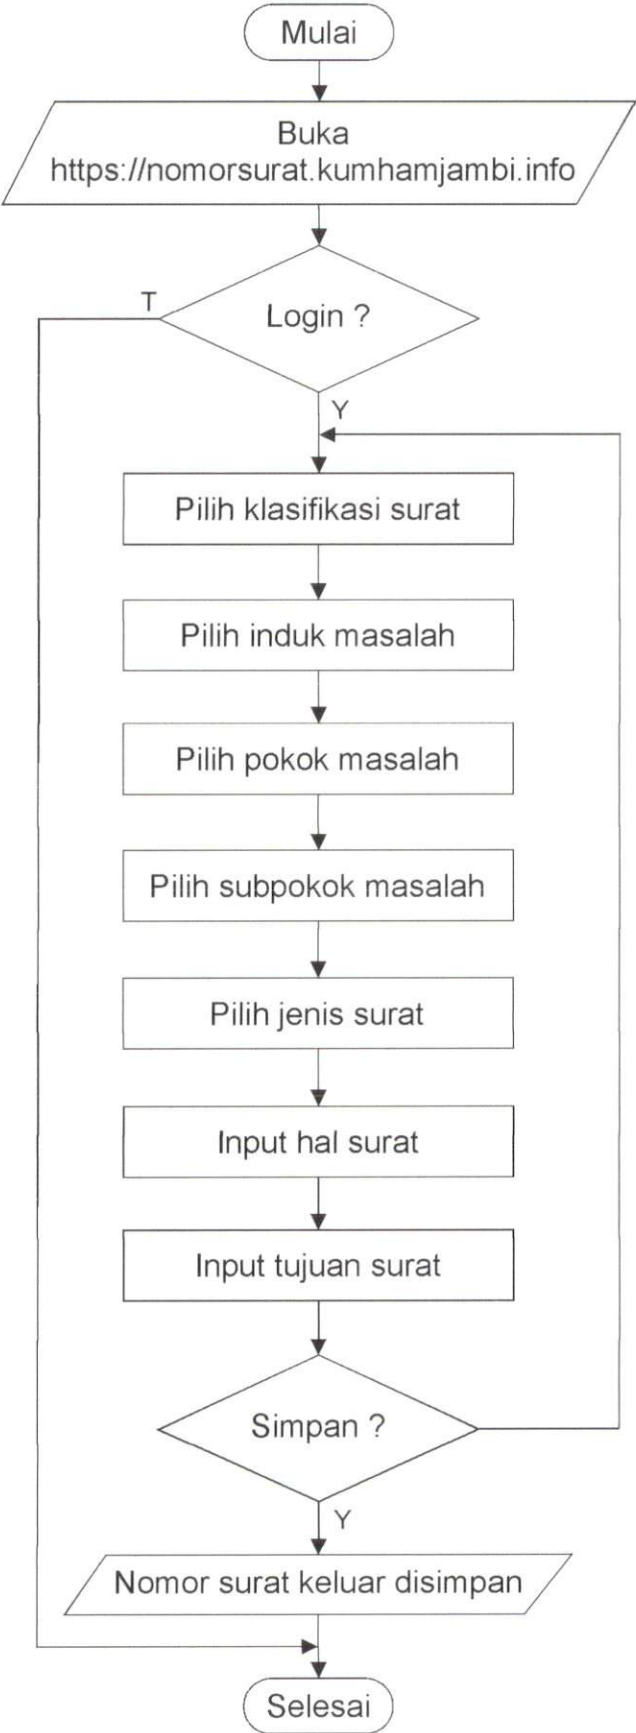 Mulai
Buka
https://nomorsurat.kumhamjambi.info
Login ?
T
Y
Pilih klasifikasi surat
Pilih induk masalah
Pilih pokok masalah
Pilih subpokok masalah
Pilih jenis surat
Input hal surat
Input tujuan surat
Simpan ?
Y
Nomor surat keluar disimpan
Selesai